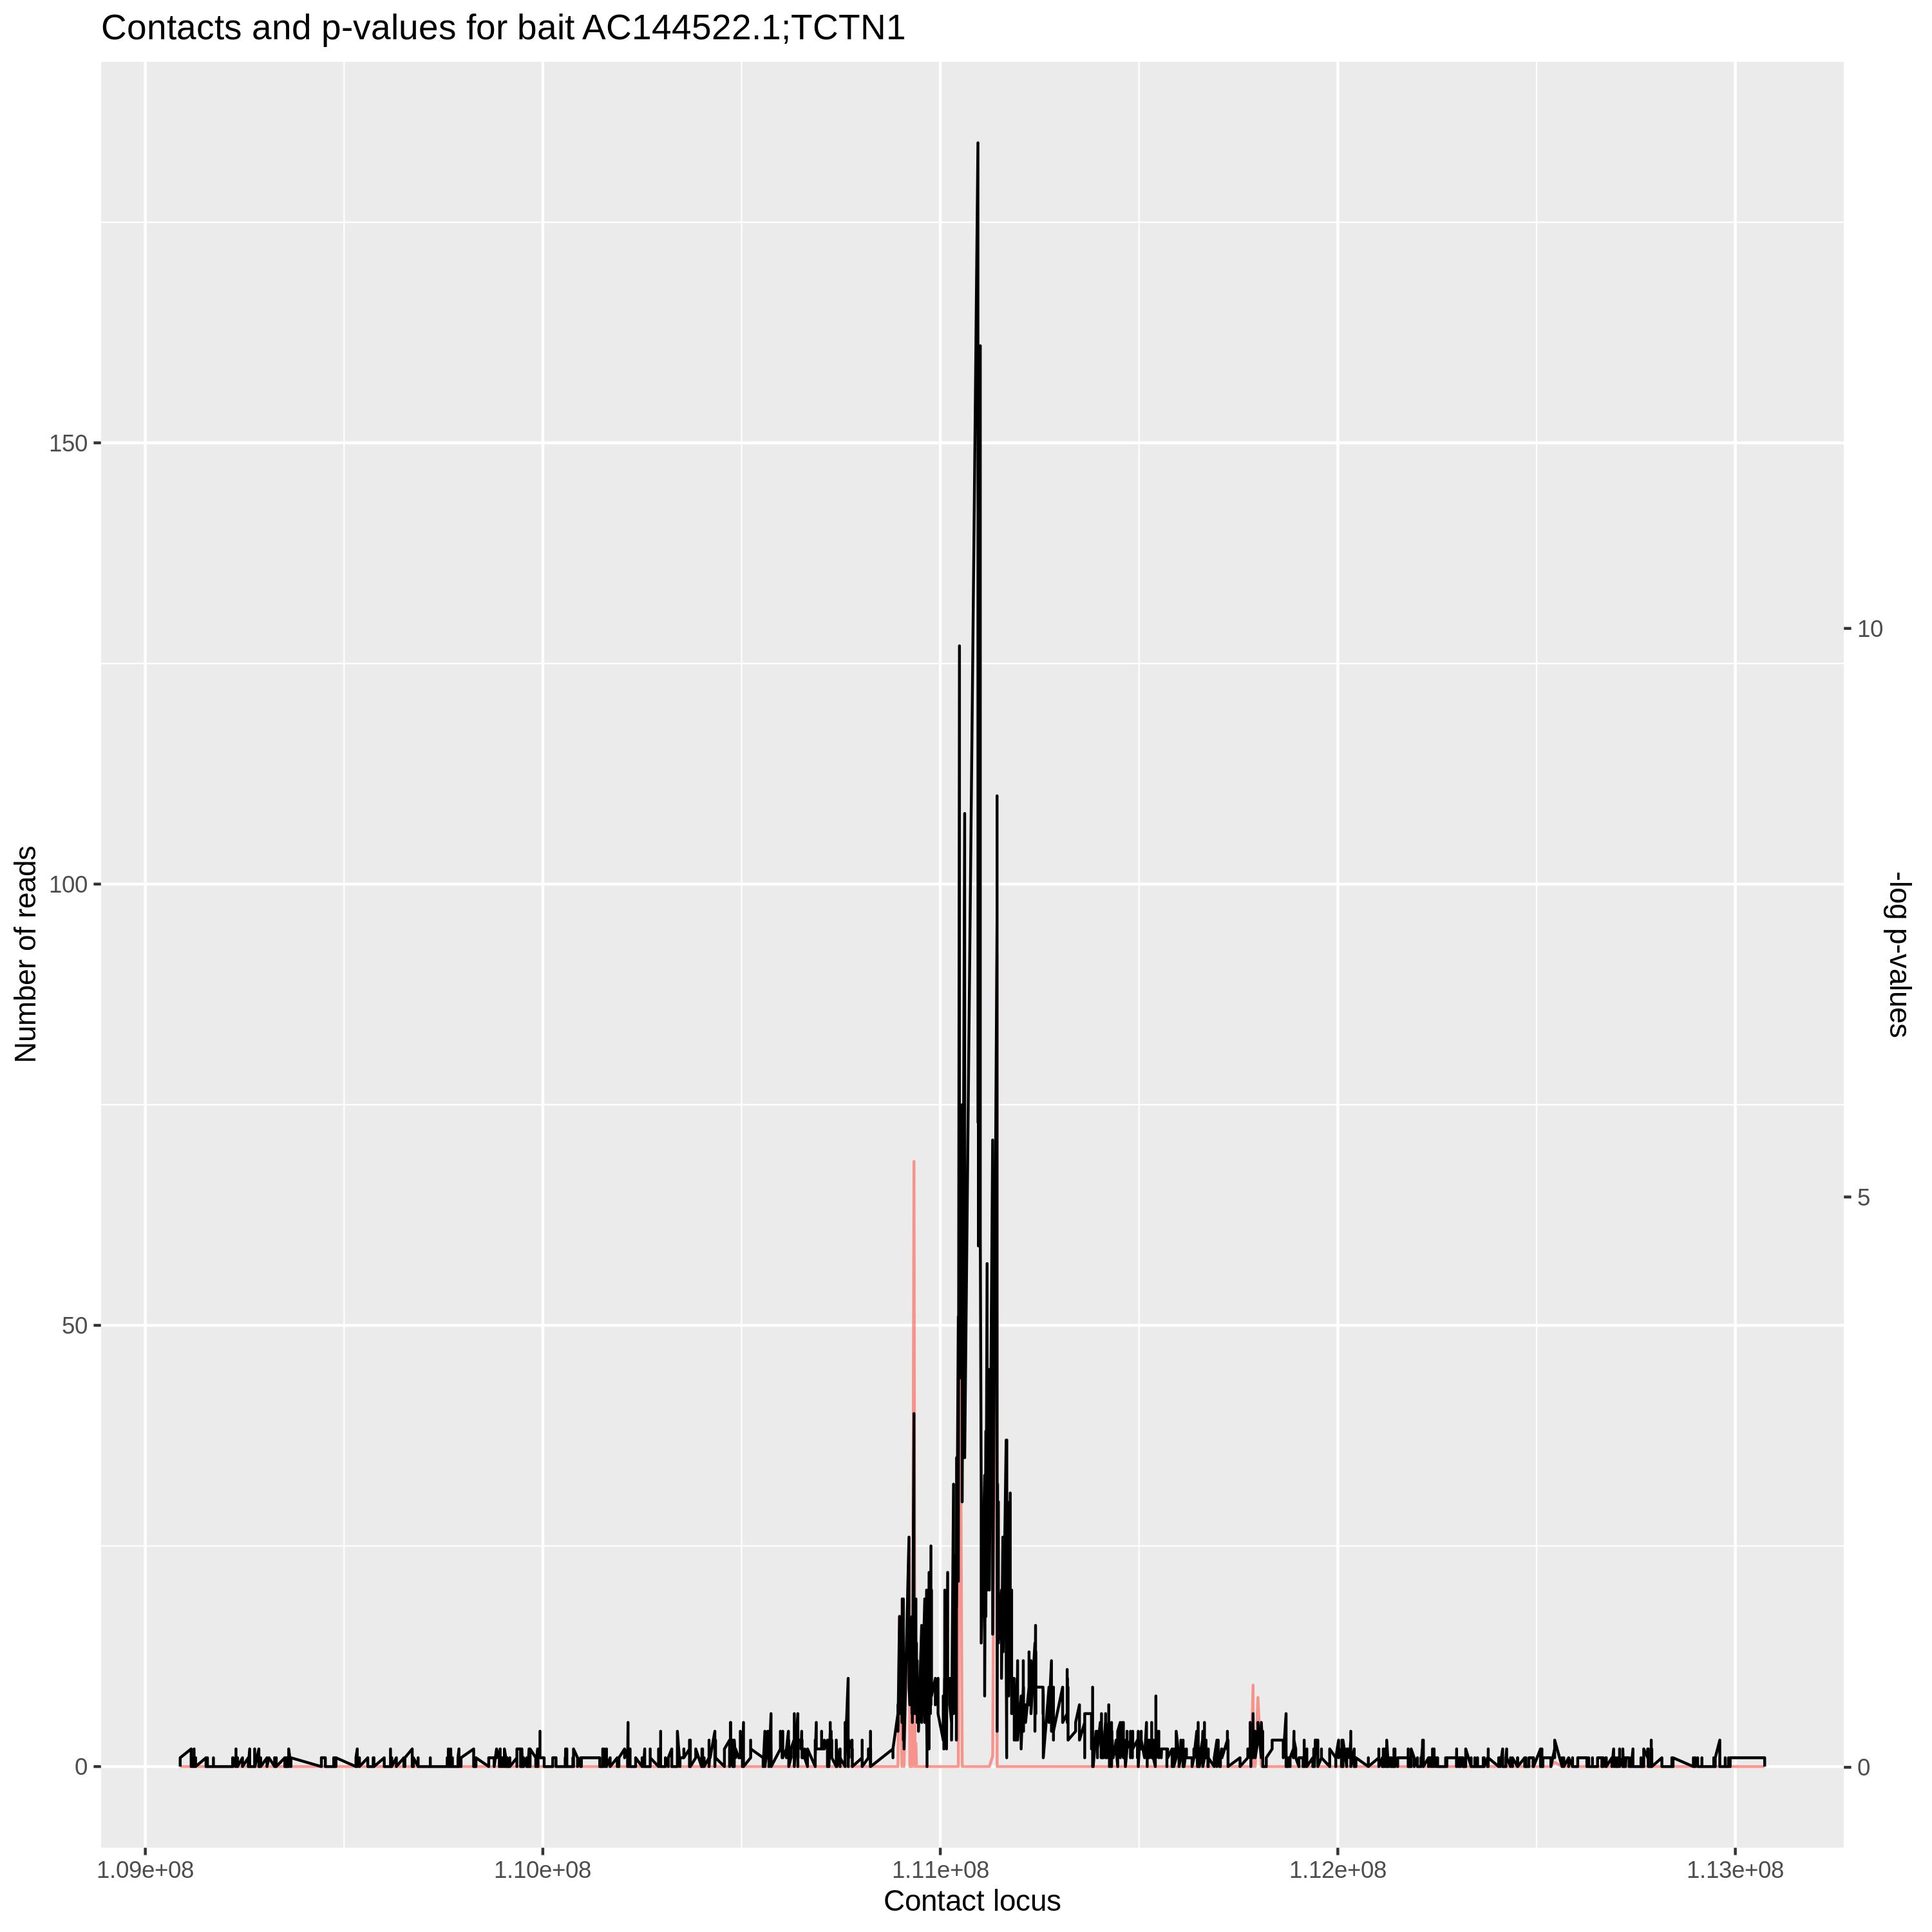 Contacts and p-values for bait AC144522.1;TCTN1
Number of reads
150
100
50
0
10
5
0
-log p-values
1.09e+08 1.10e+08 1.11e+08 1.12e+08 1.13e+08
Contact locus